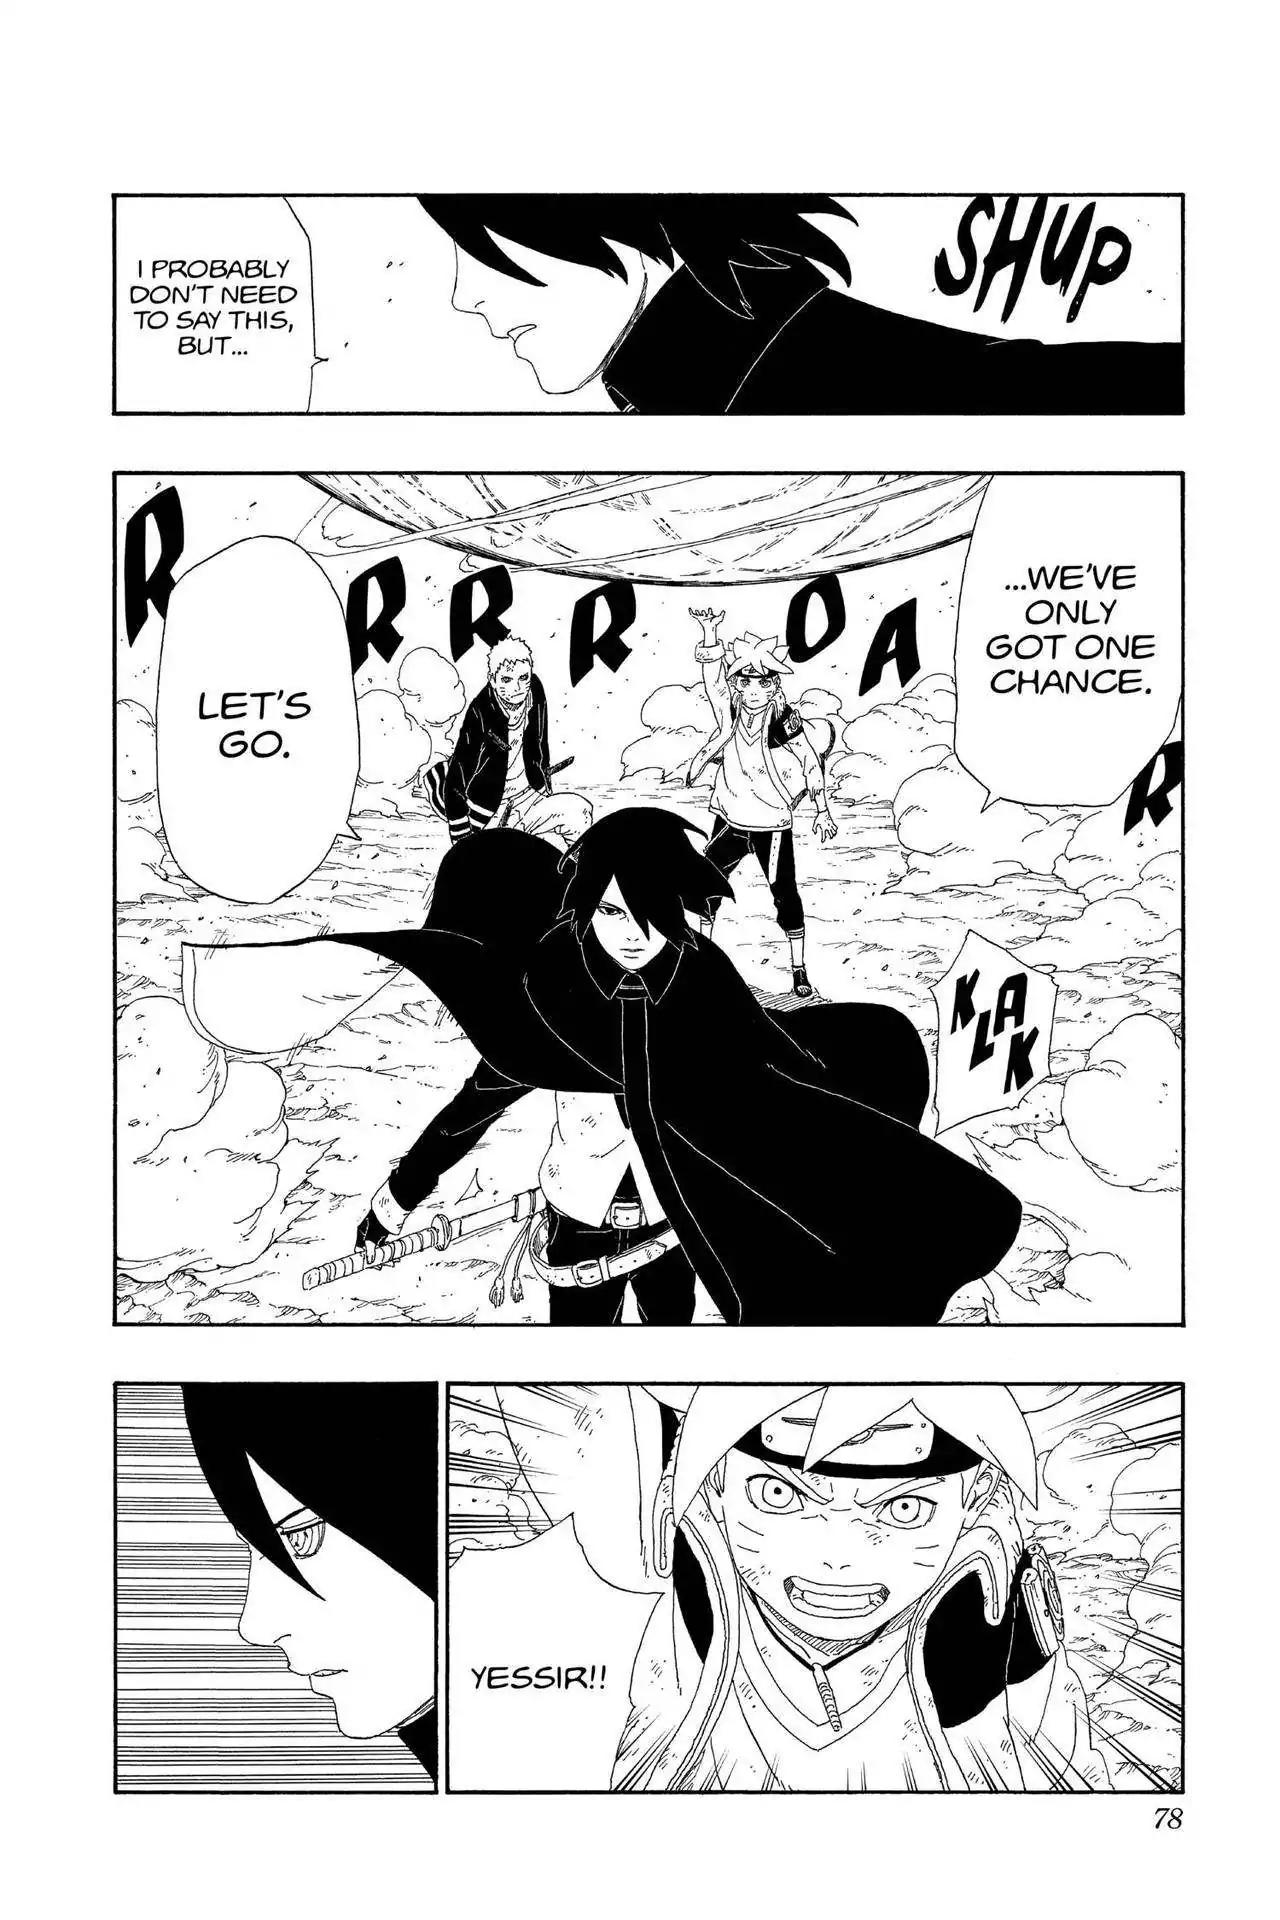 SHUP
I PROBABLY
DON'T NEED
TO SAY THIS,
BUT...
...WE'VE
ONLY
GOT ONE
CHANCE.
RRRROAR
LET'S
GO.
KLAK
YESSIR!!
78